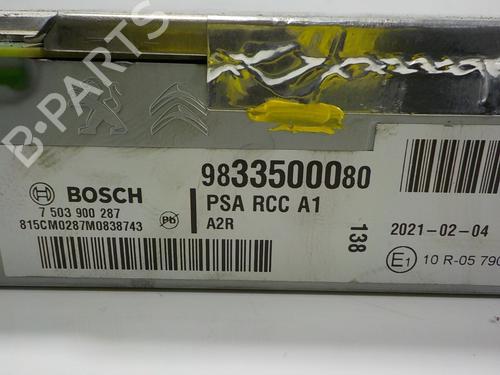 B-PARTS
9833500080
BOSCH
PSA RCC A1
7 503 900 287
A2R
815CM0287M0838743
Pb
138
2021-02-04
E1
10 R-05 790